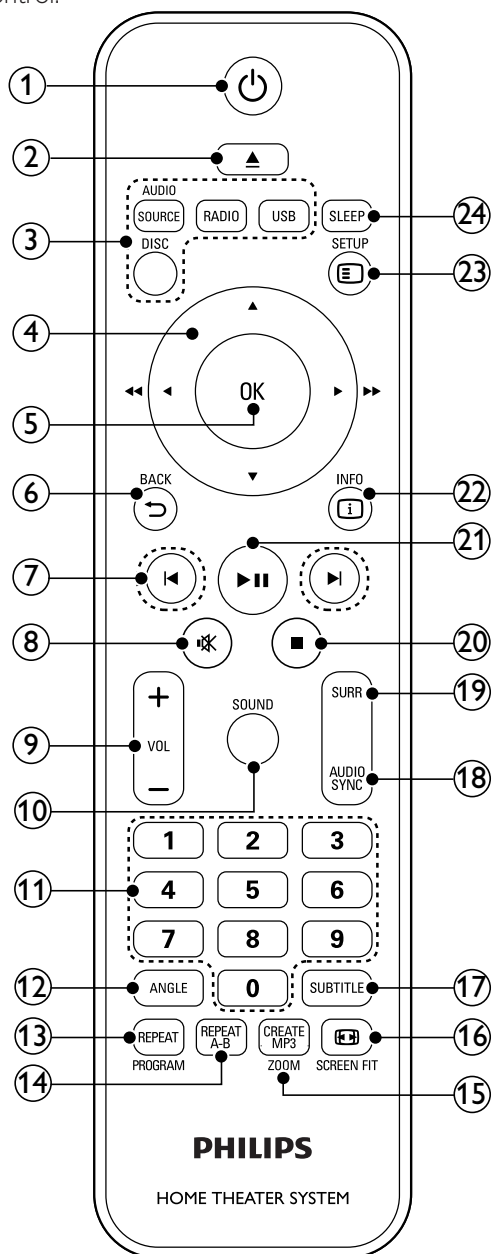 1
2
AUDIO
SOURCE RADIO USB SLEEP 24
3 DISC SETUP 23
4
OK
5
BACK INFO
6 i 22
21
7
8 20
+ SOUND SURR 19
9 VOL
− AUDIO
SYNC 18
10
1 2 3
11 4 5 6
7 8 9
12 ANGLE 0 SUBTITLE 17
13 REPEAT REPEAT
A-B CREATE
MP3 16
PROGRAM ZOOM SCREEN FIT
14 15
PHILIPS
HOME THEATER SYSTEM